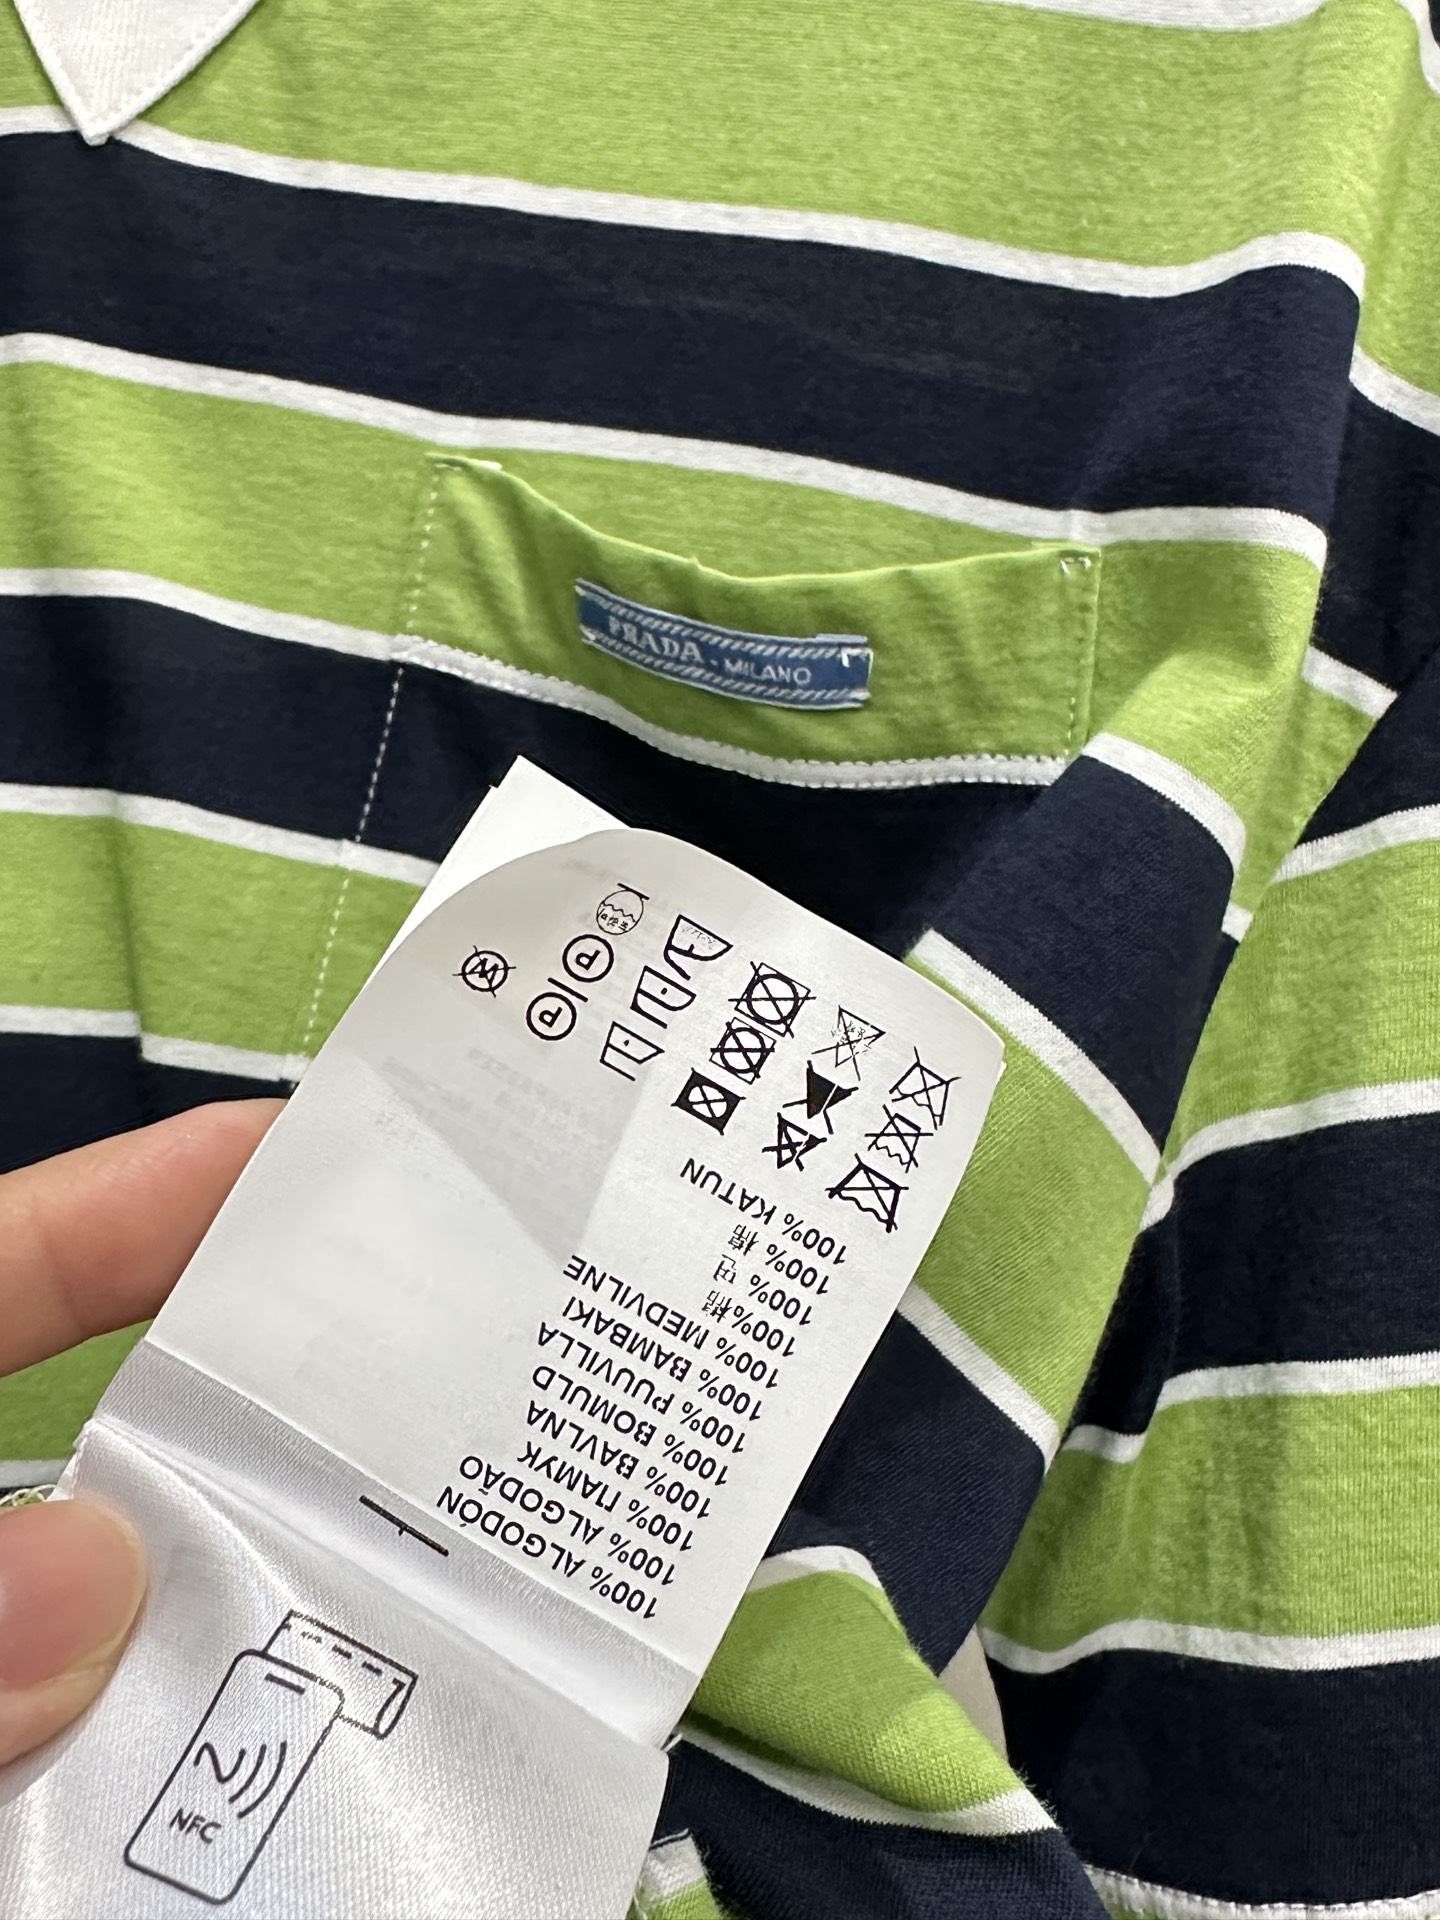 PRADA - MILANO
100% ALGODÓN
100% ALGODÃO
100% ПАМУК
100% BAVLNA
100% BOMULD
100% PUUVILLA
100% BAMBAKI
100% MEDVILNE
100%棉
100% 면
100% 棉
100% KATUN
P
P
W
NFC